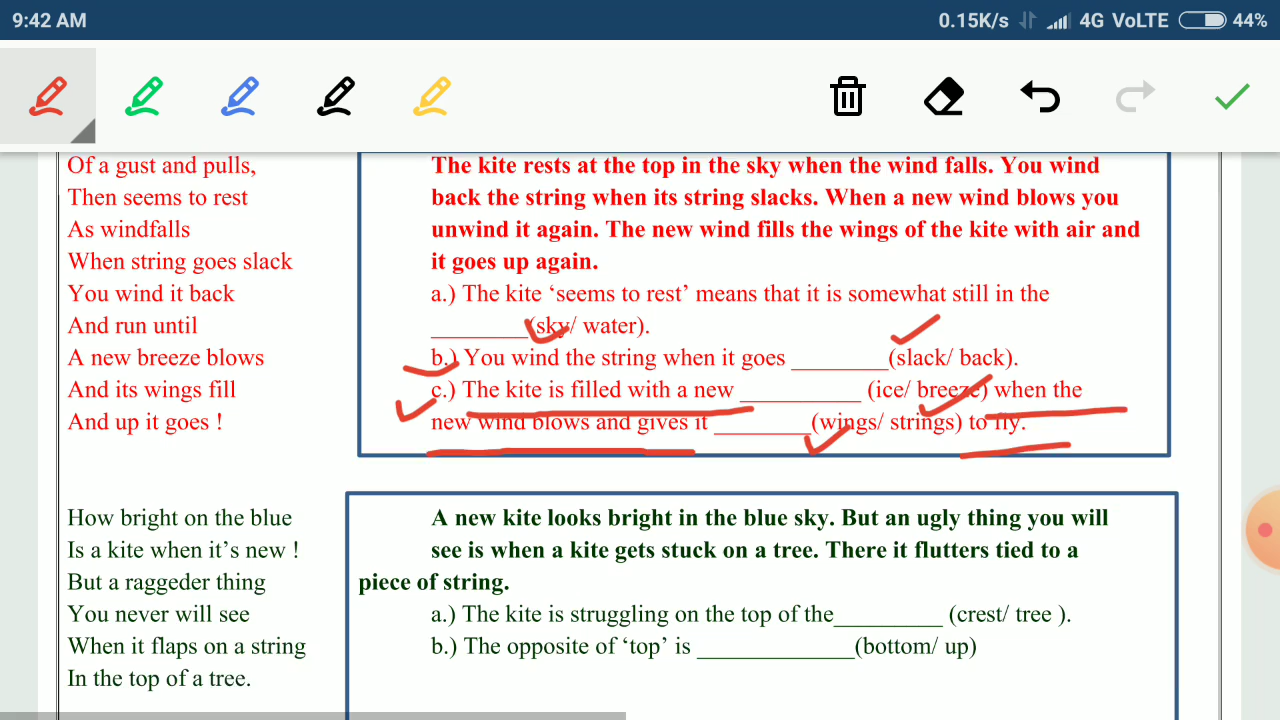 9:42 AM
0.15K/s 4G VoLTE 44%
Of a gust and pulls,
Then seems to rest
As windfalls
When string goes slack
You wind it back
And run until
A new breeze blows
And its wings fill
And up it goes !
The kite rests at the top in the sky when the wind falls. You wind
back the string when its string slacks. When a new wind blows you
unwind it again. The new wind fills the wings of the kite with air and
it goes up again.
a.) The kite ‘seems to rest’ means that it is somewhat still in the
________(sky/ water).
b.) You wind the string when it goes ________(slack/ back).
c.) The kite is filled with a new __________ (ice/ breeze) when the
new wind blows and gives it ________(wings/ strings) to fly.
How bright on the blue
Is a kite when it’s new !
But a raggeder thing
You never will see
When it flaps on a string
In the top of a tree.
A new kite looks bright in the blue sky. But an ugly thing you will
see is when a kite gets stuck on a tree. There it flutters tied to a
piece of string.
a.) The kite is struggling on the top of the_________ (crest/ tree ).
b.) The opposite of ‘top’ is _____________(bottom/ up)